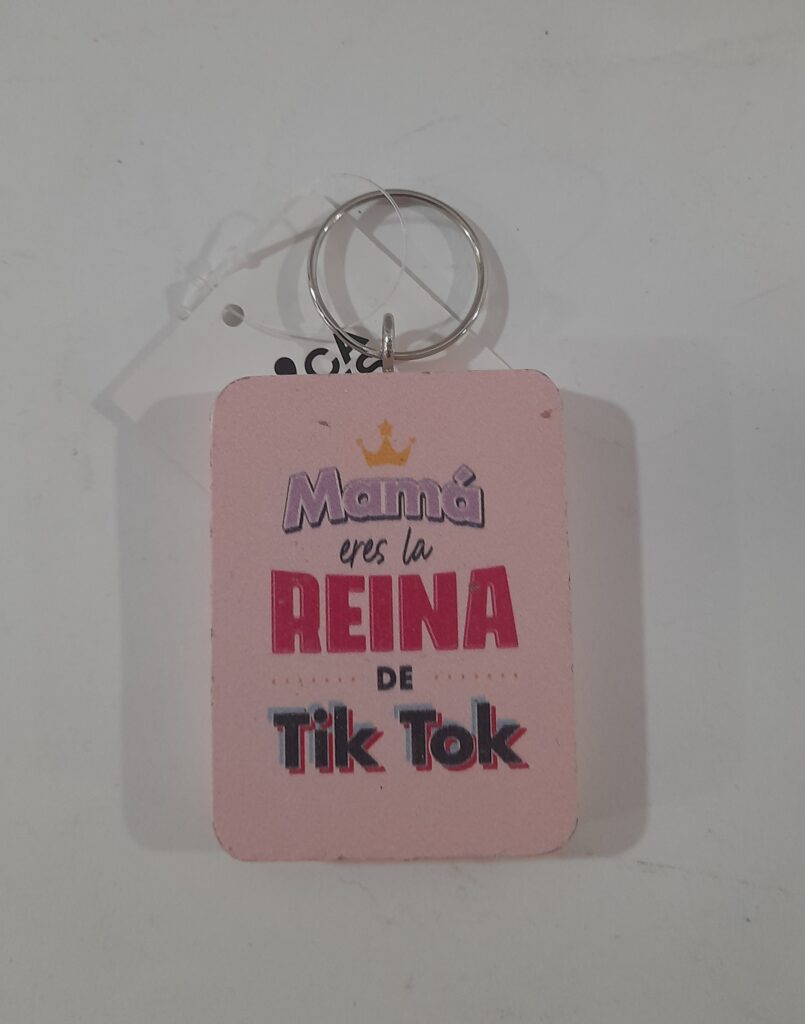 Mamá
eres la
REINA
DE
Tik Tok